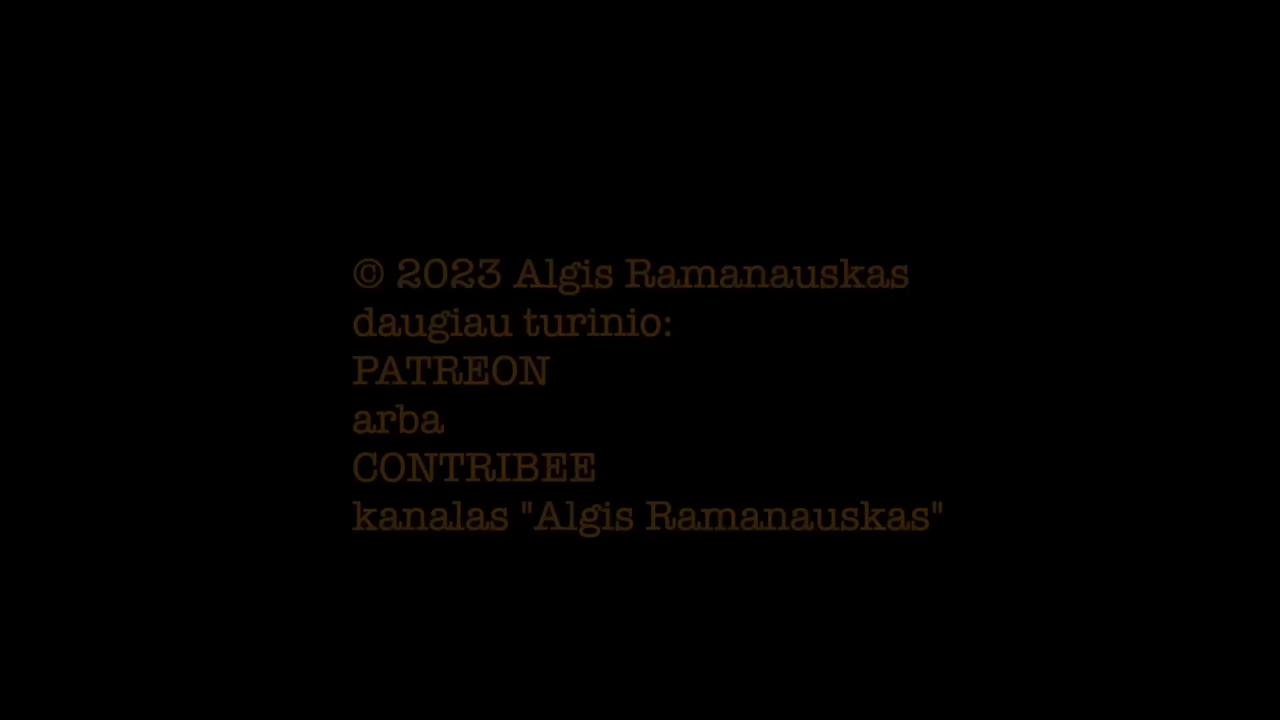 © 2023 Algis Ramanauskas
daugiau turinio:
PATREON
arba
CONTRIBEE
kanalas "Algis Ramanauskas"